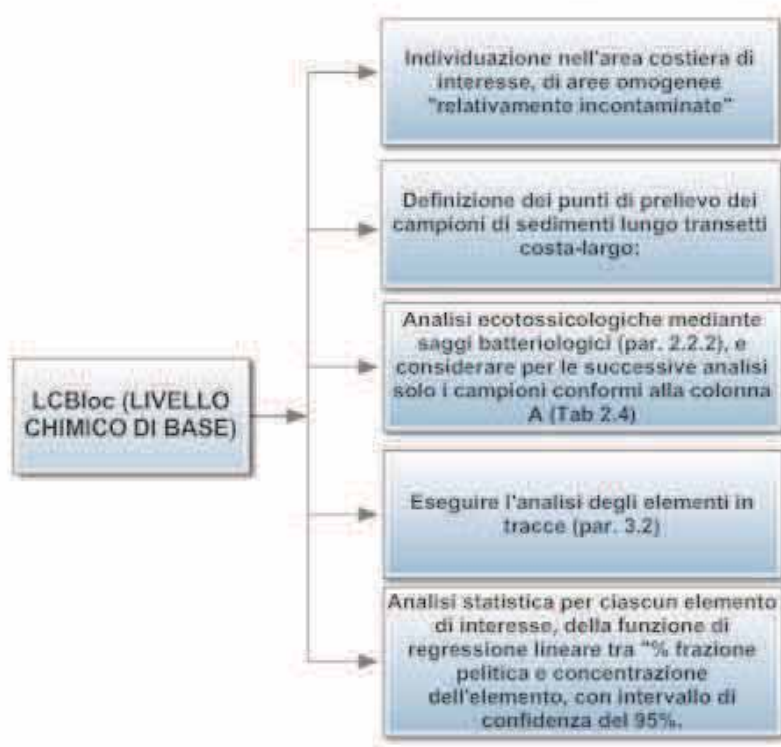 Individuazione nell'area costiera di
interesse, di aree omogenee
"relativamente incontaminate"
Definizione dei punti di prelievo dei
campioni di sedimenti lungo transetti
costa-largo;
Analisi ecotossicologiche mediante
saggi batteriologici (par. 2.2.2), e
considerare per le successive analisi
solo i campioni conformi alla colonna
A (Tab 2.4)
LCBloc (LIVELLO
CHIMICO DI BASE)
Eseguire l'analisi degli elementi in
tracce (par. 3.2)
Analisi statistica per ciascun elemento
di interesse, della funzione di
regressione lineare tra "% frazione
pelitica e concentrazione
dell'elemento, con intervallo di
confidenza del 95%.